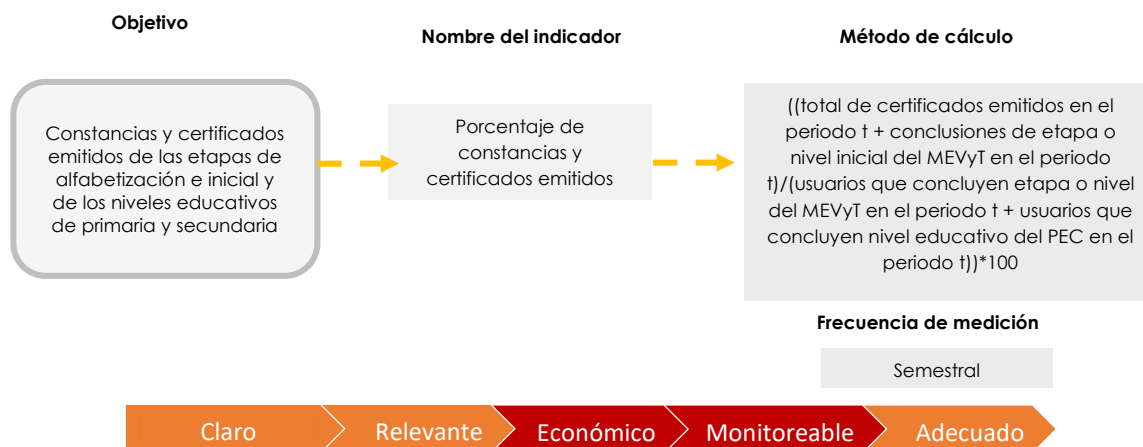 Objetivo
Nombre del indicador
Método de cálculo
Constancias y certificados
emitidos de las etapas de
alfabetización e inicial y
de los niveles educativos
de primaria y secundaria
Porcentaje de
constancias y
certificados emitidos
((total de certificados emitidos en el
periodo t + conclusiones de etapa o
nivel inicial del MEVyT en el periodo
t)/(usuarios que concluyen etapa o nivel
del MEVyT en el periodo t + usuarios que
concluyen nivel educativo del PEC en el
periodo t))*100
Frecuencia de medición
Semestral
Claro
Relevante
Económico
Monitoreable
Adecuado